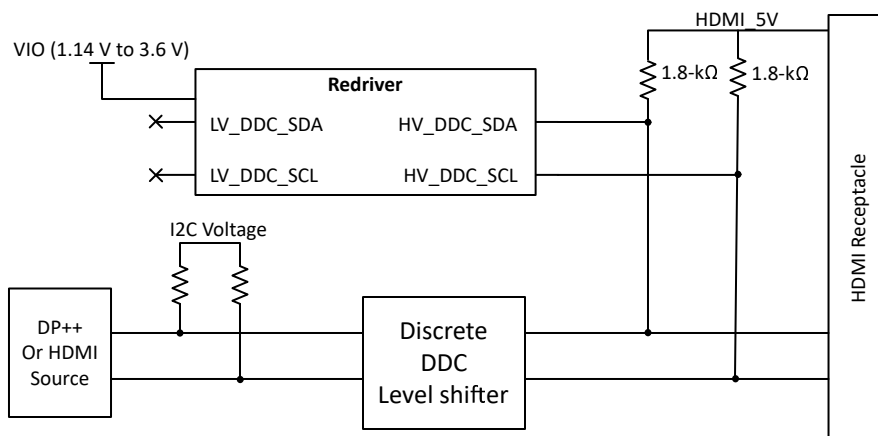 HDMI_5V
VIO (1.14 V to 3.6 V)
1.8-kΩ
1.8-kΩ
Redriver
LV_DDC_SDA
HV_DDC_SDA
LV_DDC_SCL
HV_DDC_SCL
HDMI Receptacle
I2C Voltage
DP++
Or HDMI
Source
Discrete
DDC
Level shifter